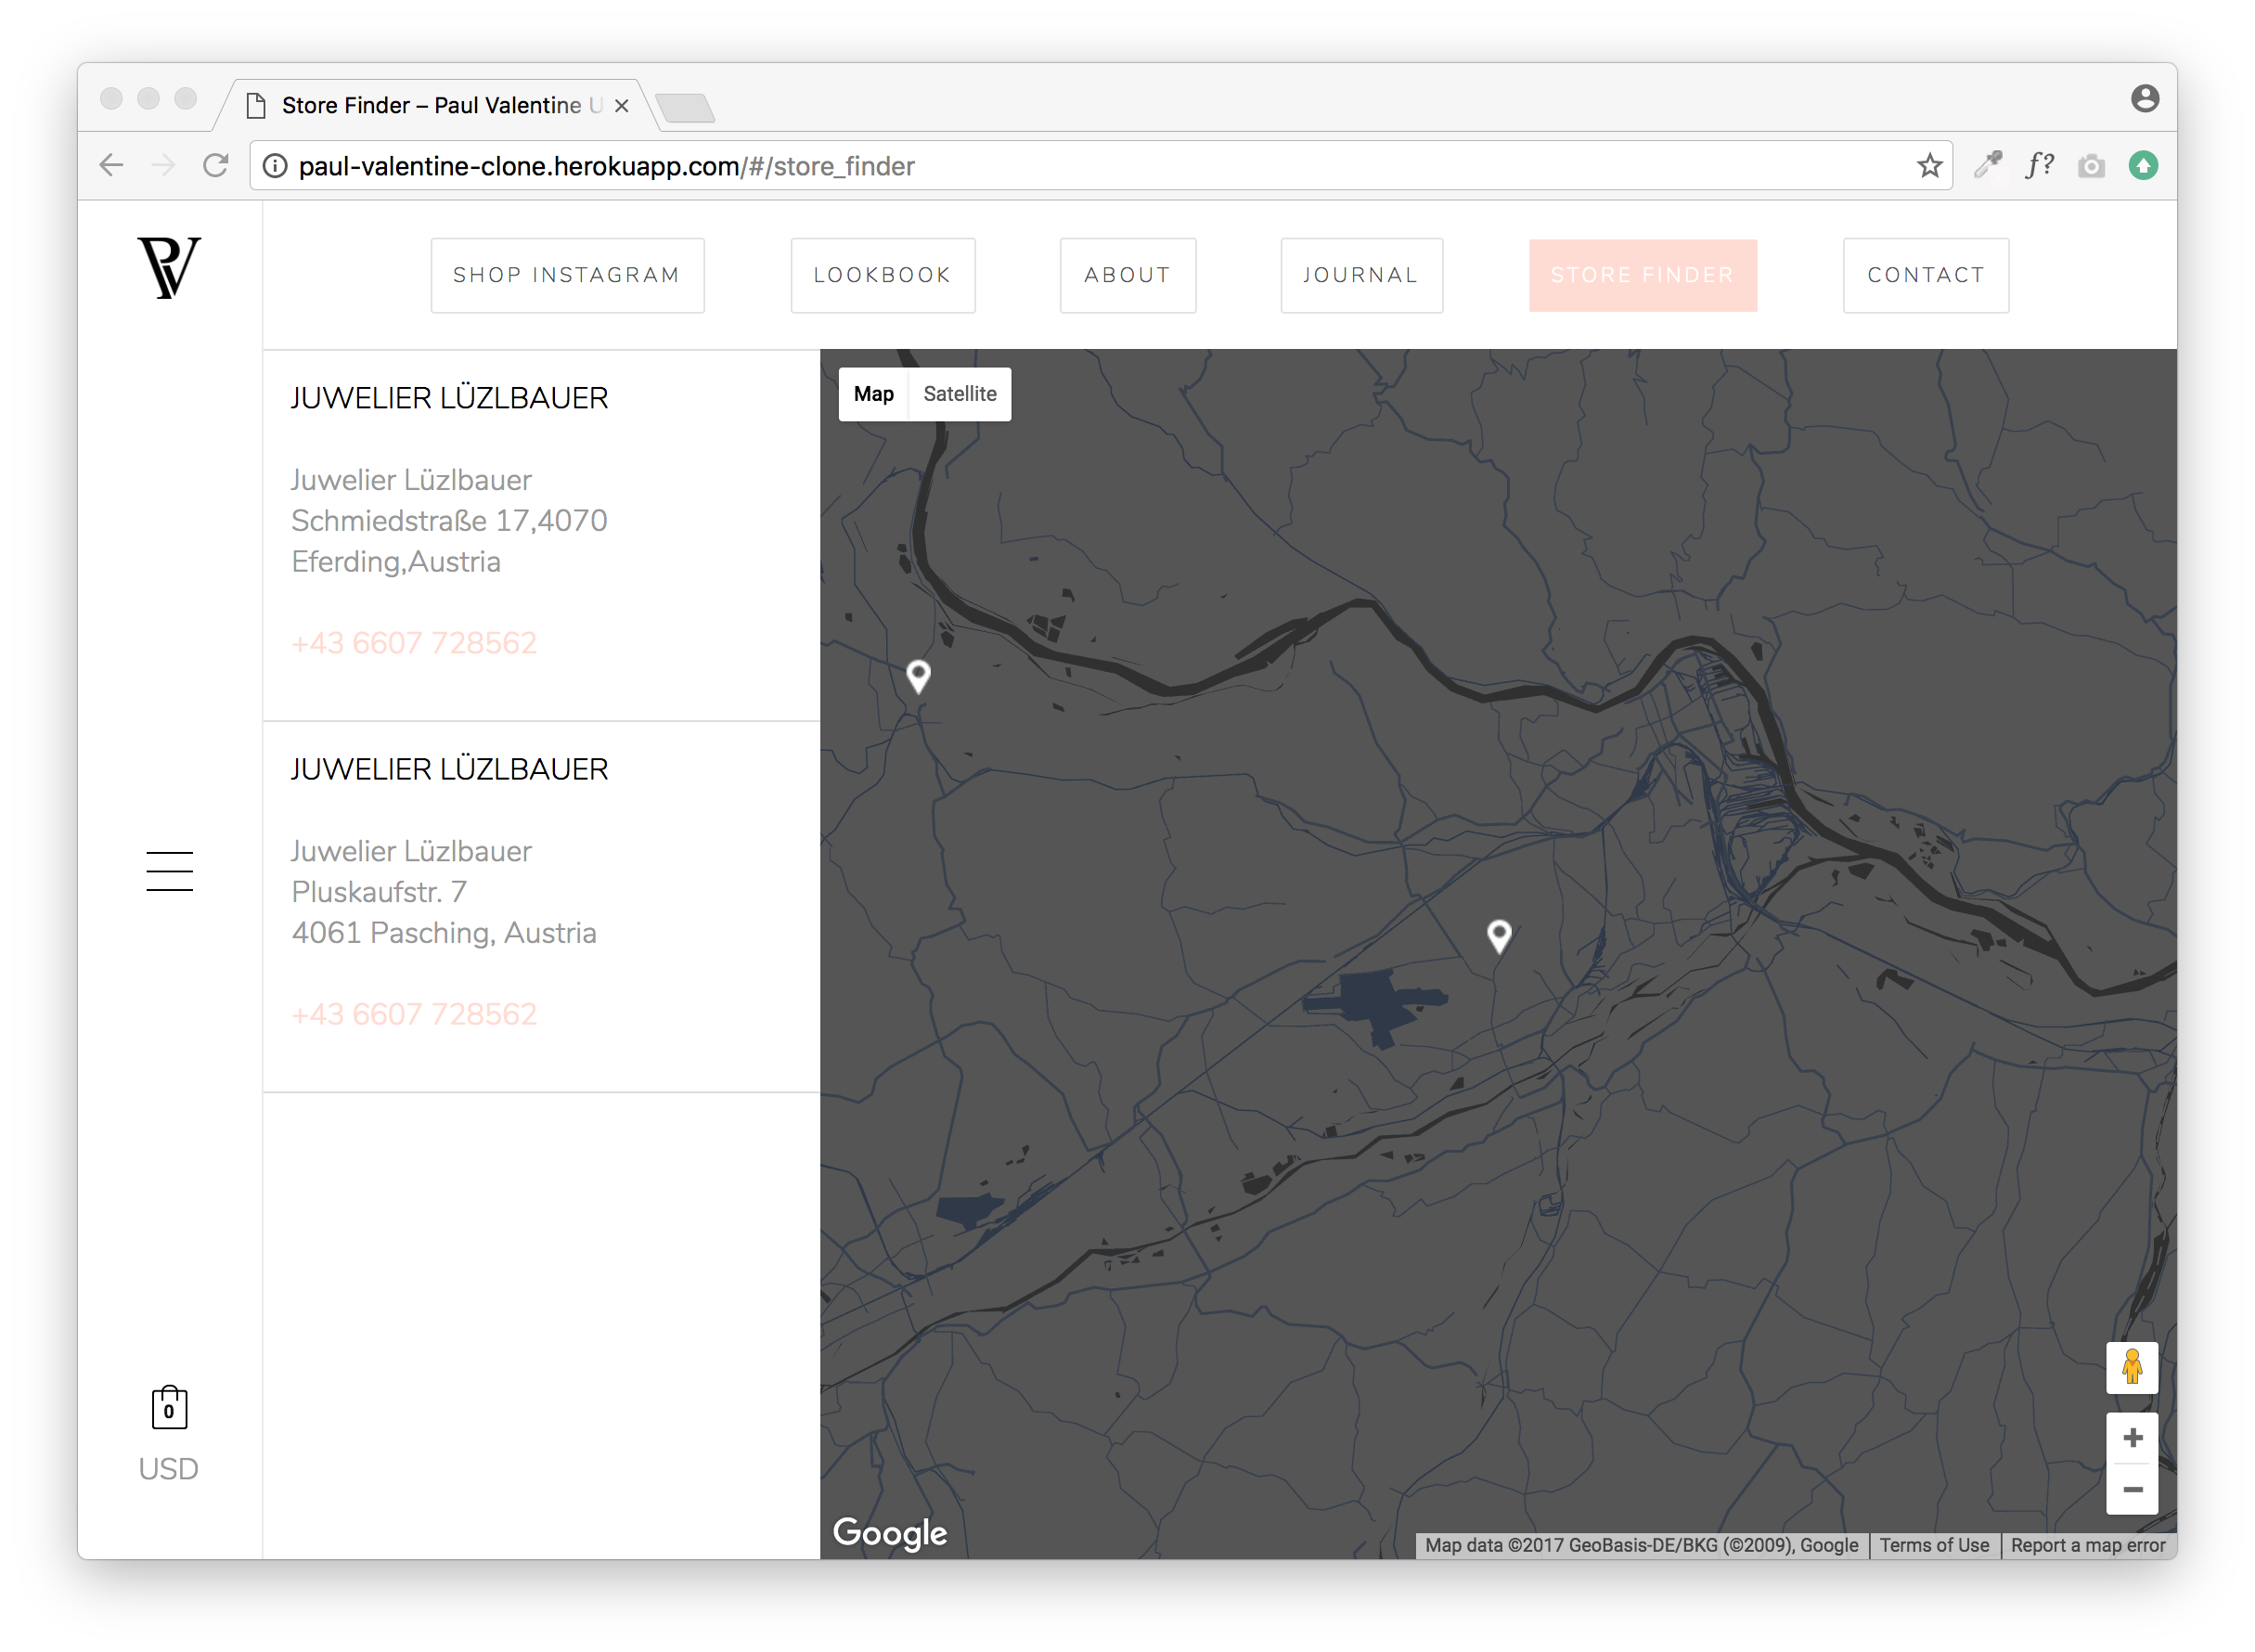 Store Finder – Paul Valentine U
paul-valentine-clone.herokuapp.com/#/store_finder
f?
PV
SHOP INSTAGRAM
LOOKBOOK
ABOUT
JOURNAL
STORE FINDER
CONTACT
JUWELIER LÜZLBAUER
Juwelier Lüzlbauer
Schmiedstraße 17,4070
Eferding,Austria
+43 6607 728562
JUWELIER LÜZLBAUER
Juwelier Lüzlbauer
Pluskaufstr. 7
4061 Pasching, Austria
+43 6607 728562
0
USD
Map
Satellite
Google
Map data ©2017 GeoBasis-DE/BKG (©2009), Google
Terms of Use
Report a map error